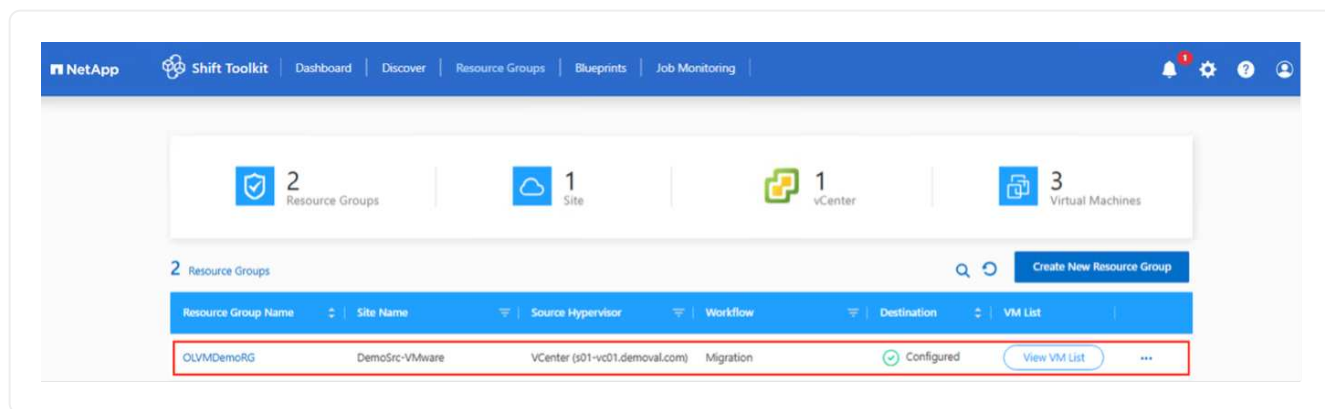 NetApp Shift Toolkit Dashboard Discover Resource Groups Blueprints Job Monitoring 1 ?
2 1 1 3
Resource Groups Site vCenter Virtual Machines
2 Resource Groups Create New Resource Group
Resource Group Name Site Name Source Hypervisor Workflow Destination VM List
OLVMDemoRG DemoSrc-VMware VCenter (s01-vc01.demoval.com) Migration Configured View VM List ...